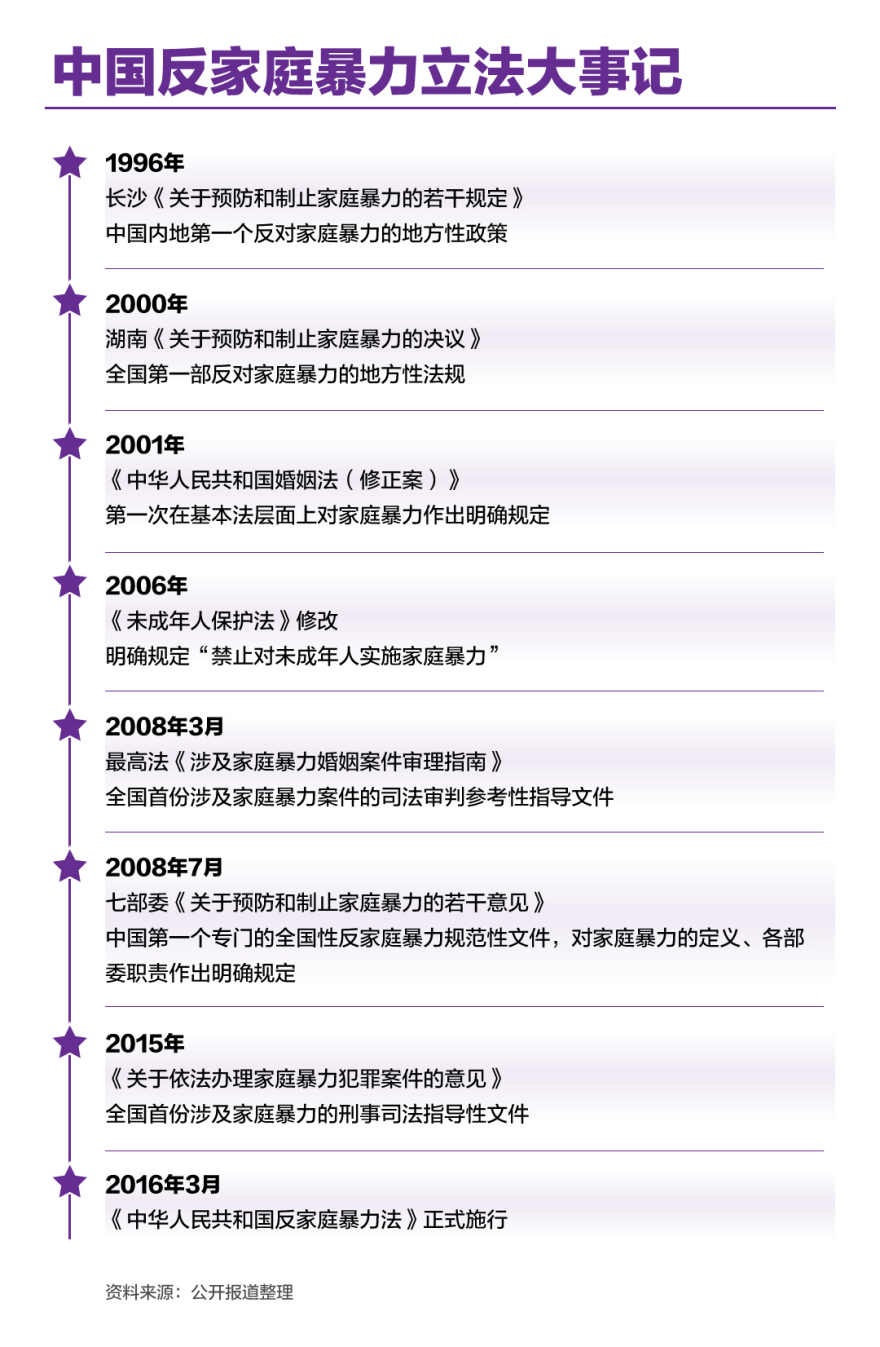 中国反家庭暴力立法大事记
1996年
长沙《关于预防和制止家庭暴力的若干规定》
中国内地第一个反对家庭暴力的地方性政策
2000年
湖南《关于预防和制止家庭暴力的决议》
全国第一部反对家庭暴力的地方性法规
2001年
《中华人民共和国婚姻法（修正案）》
第一次在基本法层面上对家庭暴力作出明确规定
2006年
《未成年人保护法》修改
明确规定“禁止对未成年人实施家庭暴力”
2008年3月
最高法《涉及家庭暴力婚姻案件审理指南》
全国首份涉及家庭暴力案件的司法审判参考性指导文件
2008年7月
七部委《关于预防和制止家庭暴力的若干意见》
中国第一个专门的全国性反家庭暴力规范性文件，对家庭暴力的定义、各部
委职责作出明确规定
2015年
《关于依法办理家庭暴力犯罪案件的意见》
全国首份涉及家庭暴力的刑事司法指导性文件
2016年3月
《中华人民共和国反家庭暴力法》正式施行
资料来源：公开报道整理